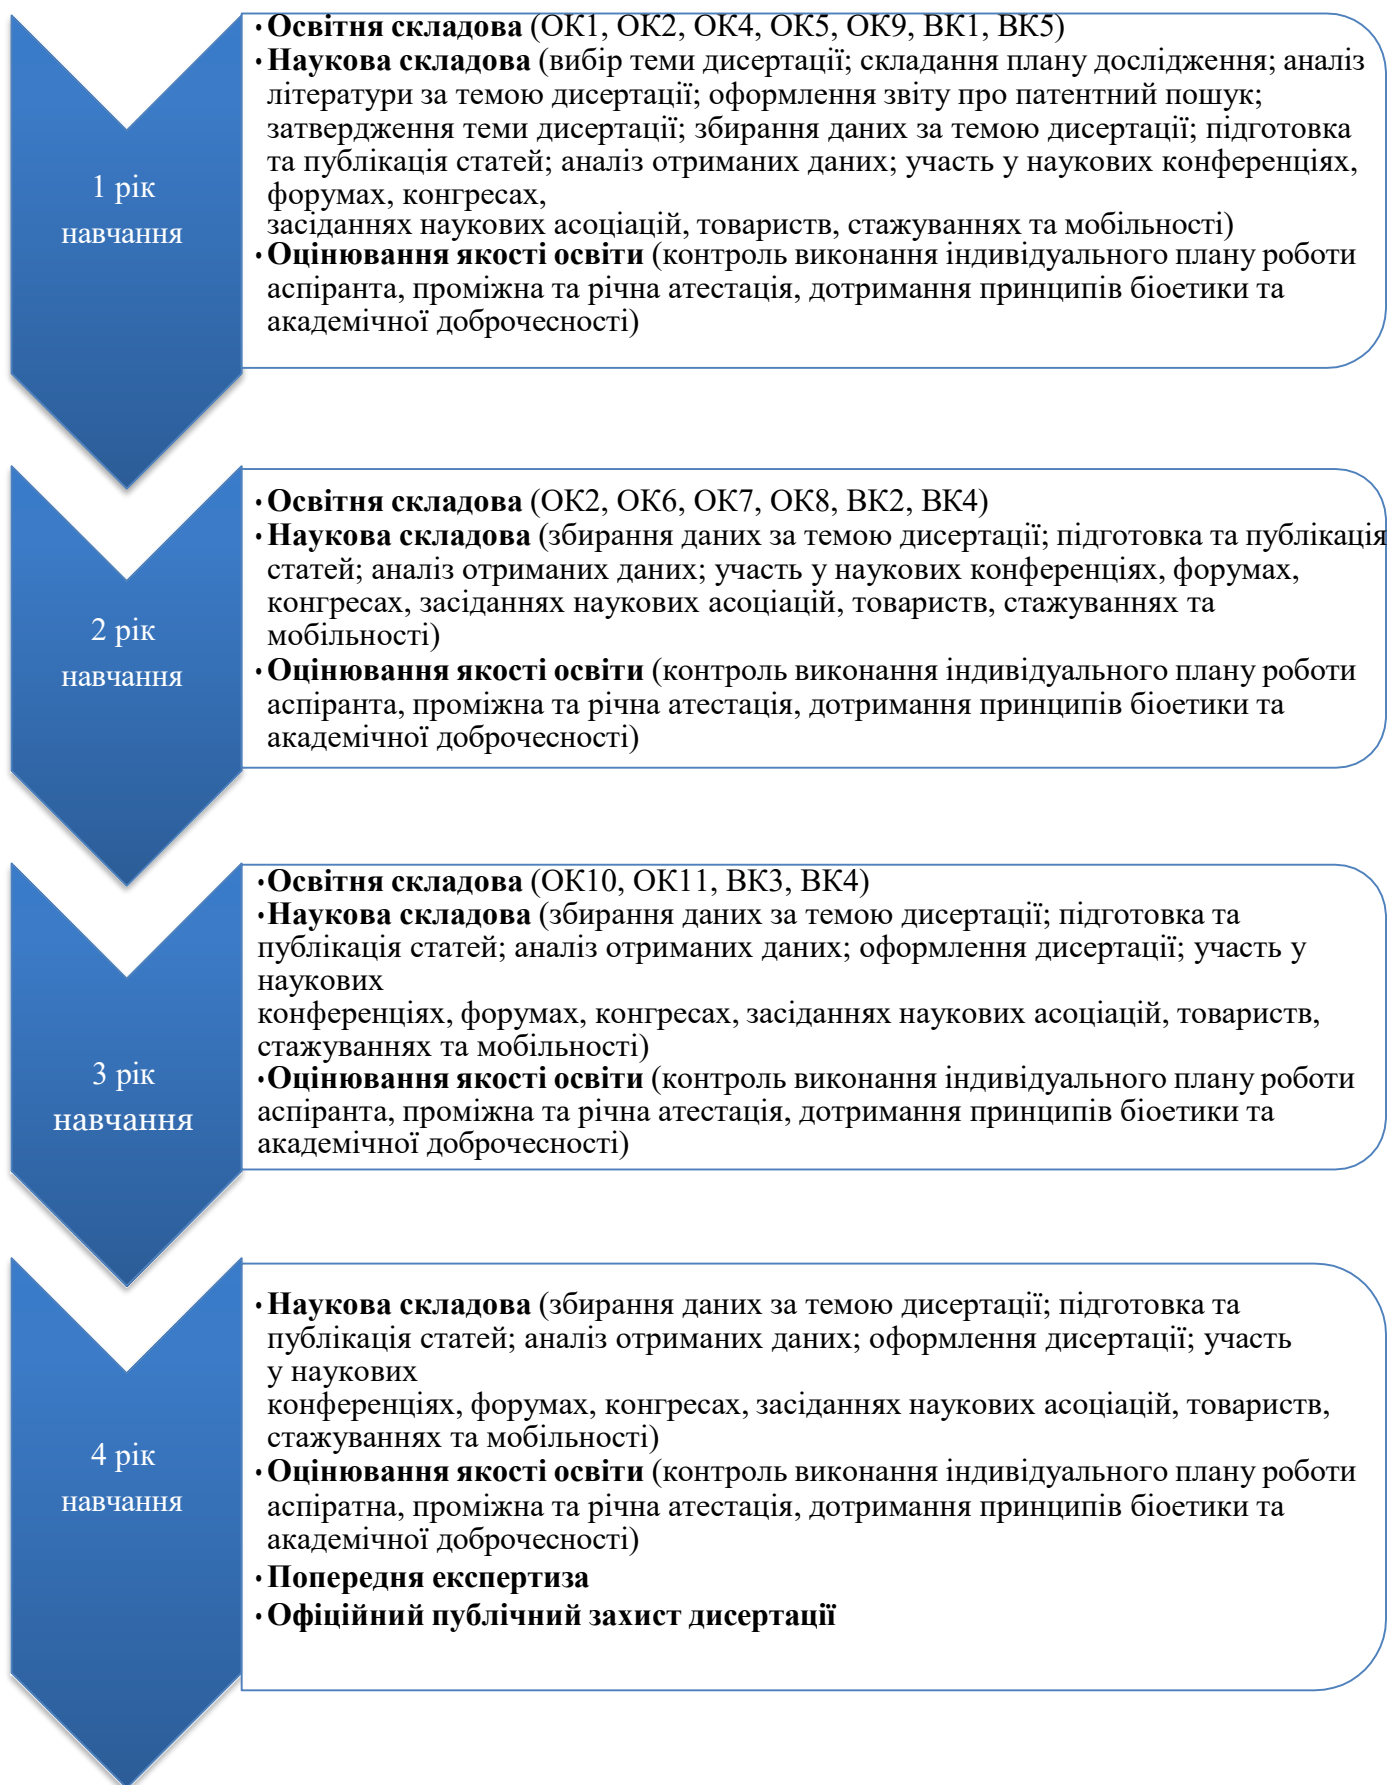 1 рік
навчання
·Освітня складова (ОК1, ОК2, ОК4, ОК5, ОК9, ВК1, ВК5)
·Наукова складова (вибір теми дисертації; складання плану дослідження; аналіз
літератури за темою дисертації; оформлення звіту про патентний пошук;
затвердження теми дисертації; збирання даних за темою дисертації; підготовка
та публікація статей; аналіз отриманих даних; участь у наукових конференціях,
форумах, конгресах,
засіданнях наукових асоціацій, товариств, стажуваннях та мобільності)
·Оцінювання якості освіти (контроль виконання індивідуального плану роботи
аспіранта, проміжна та річна атестація, дотримання принципів біоетики та
академічної доброчесності)
2 рік
навчання
·Освітня складова (ОК2, ОК6, ОК7, ОК8, ВК2, ВК4)
·Наукова складова (збирання даних за темою дисертації; підготовка та публікація
статей; аналіз отриманих даних; участь у наукових конференціях, форумах,
конгресах, засіданнях наукових асоціацій, товариств, стажуваннях та
мобільності)
·Оцінювання якості освіти (контроль виконання індивідуального плану роботи
аспіранта, проміжна та річна атестація, дотримання принципів біоетики та
академічної доброчесності)
3 рік
навчання
·Освітня складова (ОК10, ОК11, ВК3, ВК4)
·Наукова складова (збирання даних за темою дисертації; підготовка та
публікація статей; аналіз отриманих даних; оформлення дисертації; участь у
наукових
конференціях, форумах, конгресах, засіданнях наукових асоціацій, товариств,
стажуваннях та мобільності)
·Оцінювання якості освіти (контроль виконання індивідуального плану роботи
аспіранта, проміжна та річна атестація, дотримання принципів біоетики та
академічної доброчесності)
4 рік
навчання
·Наукова складова (збирання даних за темою дисертації; підготовка та
публікація статей; аналіз отриманих даних; оформлення дисертації; участь
у наукових
конференціях, форумах, конгресах, засіданнях наукових асоціацій, товариств,
стажуваннях та мобільності)
·Оцінювання якості освіти (контроль виконання індивідуального плану роботи
аспіратна, проміжна та річна атестація, дотримання принципів біоетики та
академічної доброчесності)
·Попередня експертиза
·Офіційний публічний захист дисертації